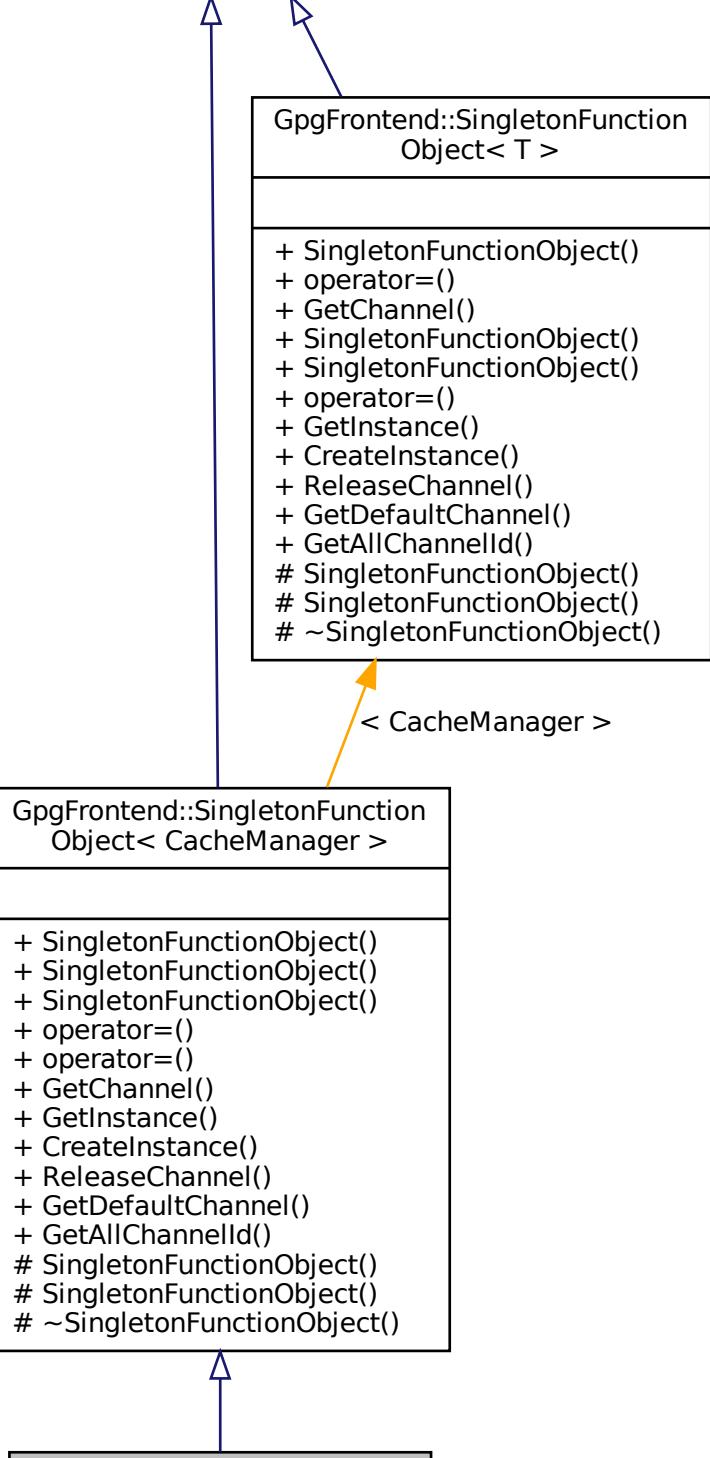 GpgFrontend::SingletonFunction
Object< T >
+ SingletonFunctionObject()
+ operator=()
+ GetChannel()
+ SingletonFunctionObject()
+ SingletonFunctionObject()
+ operator=()
+ GetInstance()
+ CreateInstance()
+ ReleaseChannel()
+ GetDefaultChannel()
+ GetAllChannelId()
# SingletonFunctionObject()
# SingletonFunctionObject()
# ~SingletonFunctionObject()
< CacheManager >
GpgFrontend::SingletonFunction
Object< CacheManager >
+ SingletonFunctionObject()
+ SingletonFunctionObject()
+ SingletonFunctionObject()
+ operator=()
+ operator=()
+ GetChannel()
+ GetInstance()
+ CreateInstance()
+ ReleaseChannel()
+ GetDefaultChannel()
+ GetAllChannelId()
# SingletonFunctionObject()
# SingletonFunctionObject()
# ~SingletonFunctionObject()